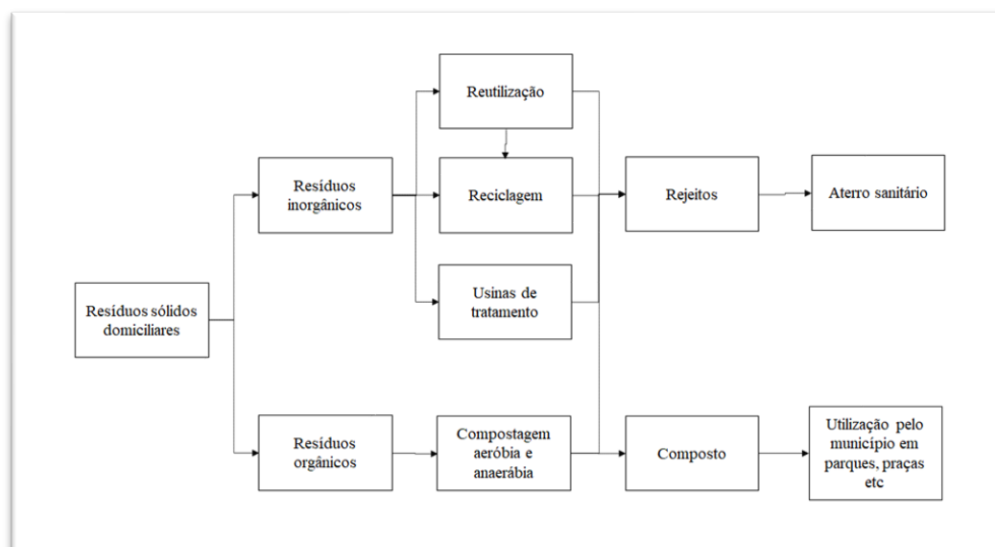 Reutilização
Resíduos
inorgânicos
Reciclagem
Rejeitos
Aterro sanitário
Usinas de
tratamento
Resíduos sólidos
domiciliares
Resíduos
orgânicos
Compostagem
aeróbia e
anaerábia
Composto
Utilização pelo
município em
parques, praças
etc